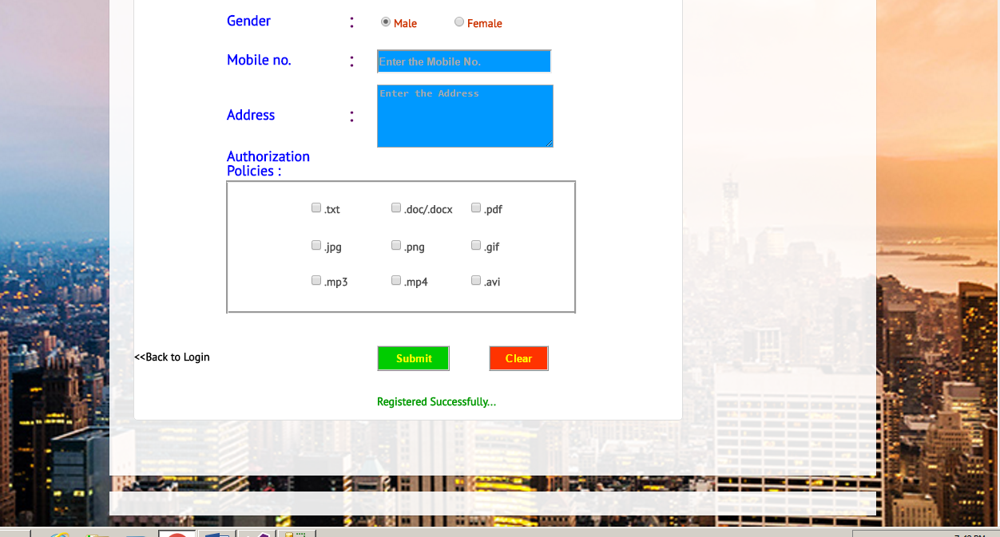 Gender : Male Female
Mobile no. : Enter the Mobile No.
Address : Enter the Address
Authorization
Policies :
.txt .doc/.docx .pdf
.jpg .png .gif
.mp3 .mp4 .avi
<<Back to Login Submit Clear
Registered Successfully...